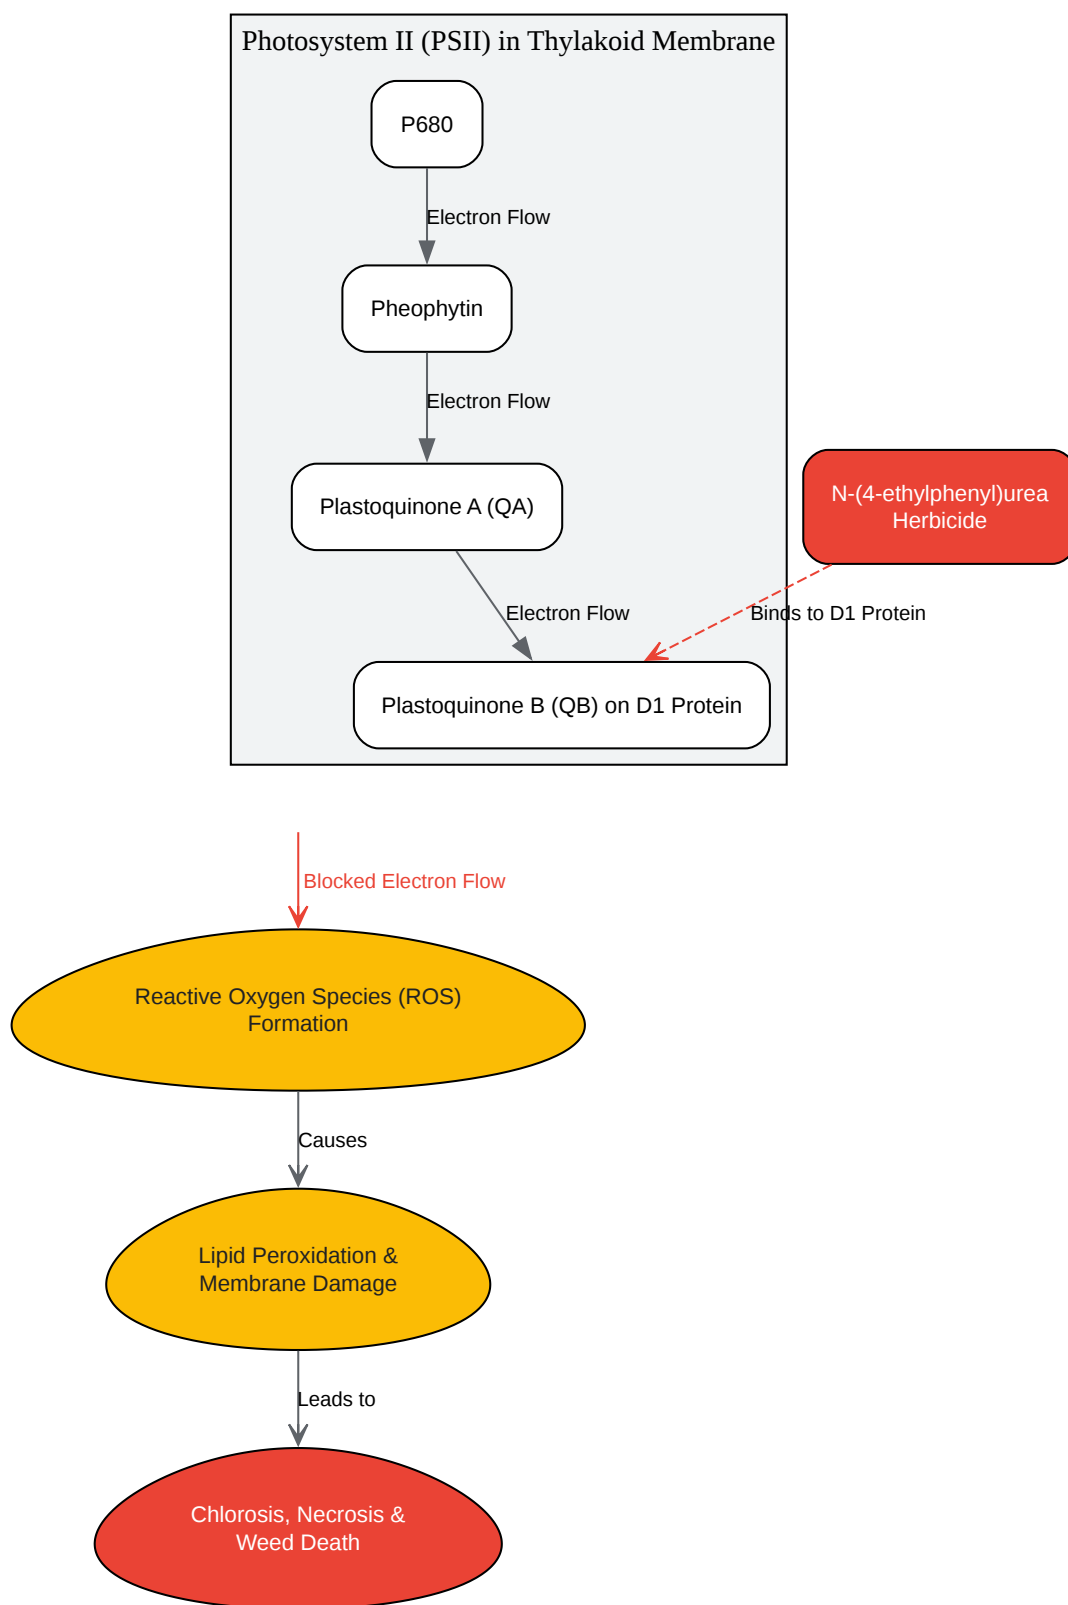 Photosystem II (PSII) in Thylakoid Membrane
P680
Electron Flow
Pheophytin
Electron Flow
Plastoquinone A (QA)
N-(4-ethylphenyl)urea
Herbicide
Electron Flow
Binds to D1 Protein
Plastoquinone B (QB) on D1 Protein
Blocked Electron Flow
Reactive Oxygen Species (ROS)
Formation
Causes
Lipid Peroxidation &
Membrane Damage
Leads to
Chlorosis, Necrosis &
Weed Death